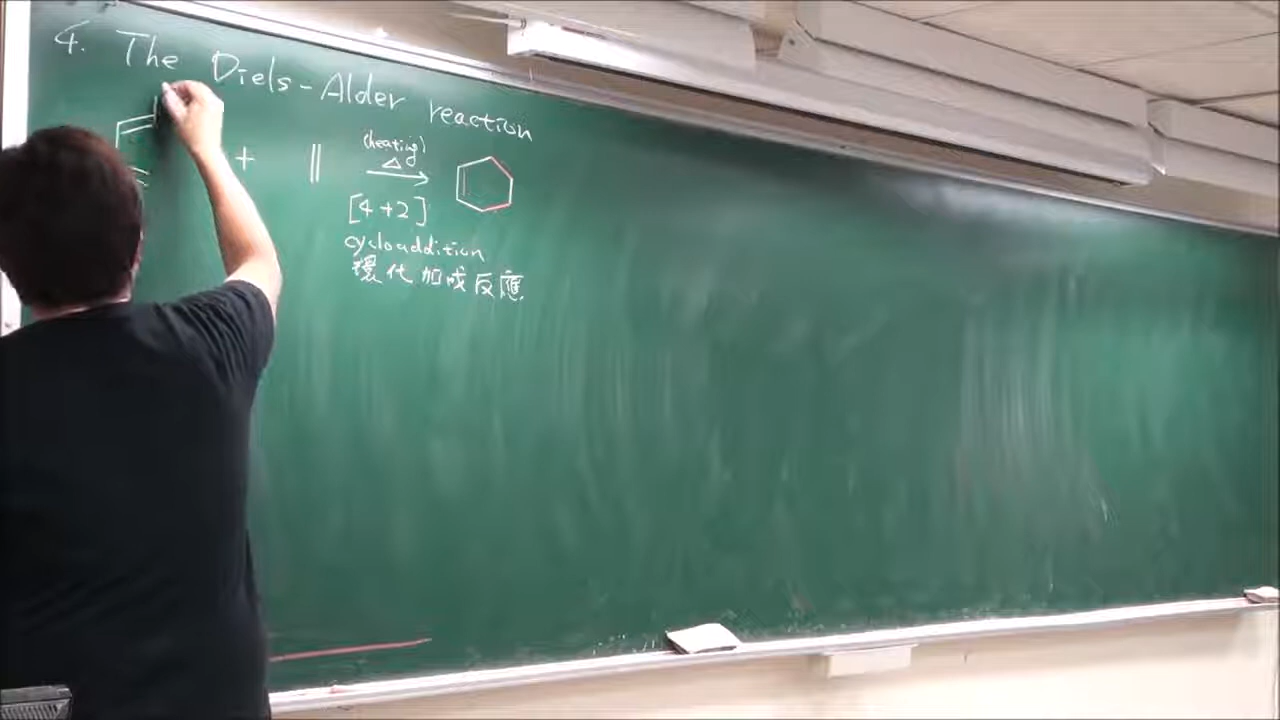 4. The Diels-Alder reaction
+
(heating)
Δ
[4+2]
cycloaddition
環化加成反應